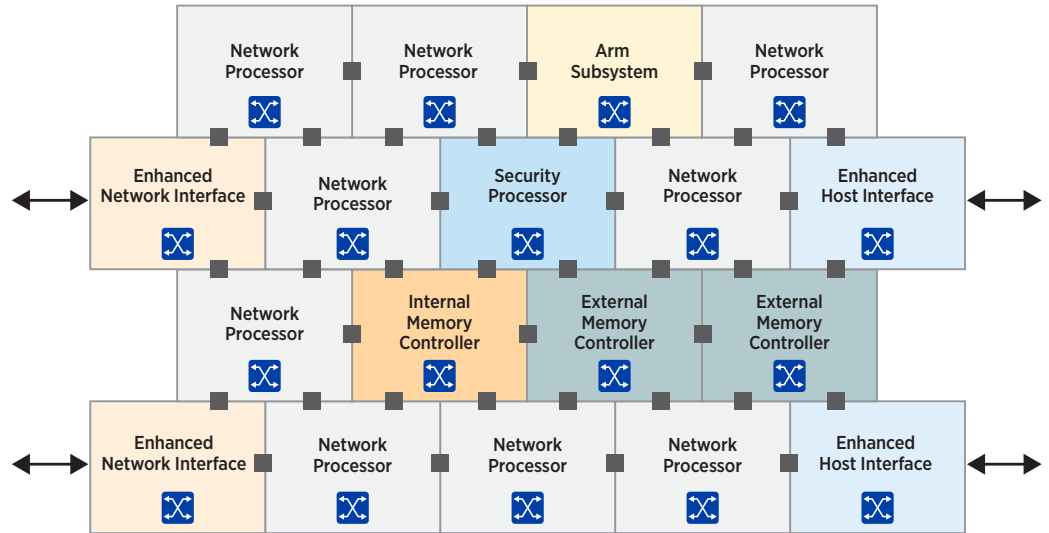 Network
Processor
Network
Processor
Arm
Subsystem
Network
Processor
Enhanced
Network Interface
Network
Processor
Security
Processor
Network
Processor
Enhanced
Host Interface
Network
Processor
Internal
Memory
Controller
External
Memory
Controller
External
Memory
Controller
Enhanced
Network Interface
Network
Processor
Network
Processor
Network
Processor
Enhanced
Host Interface